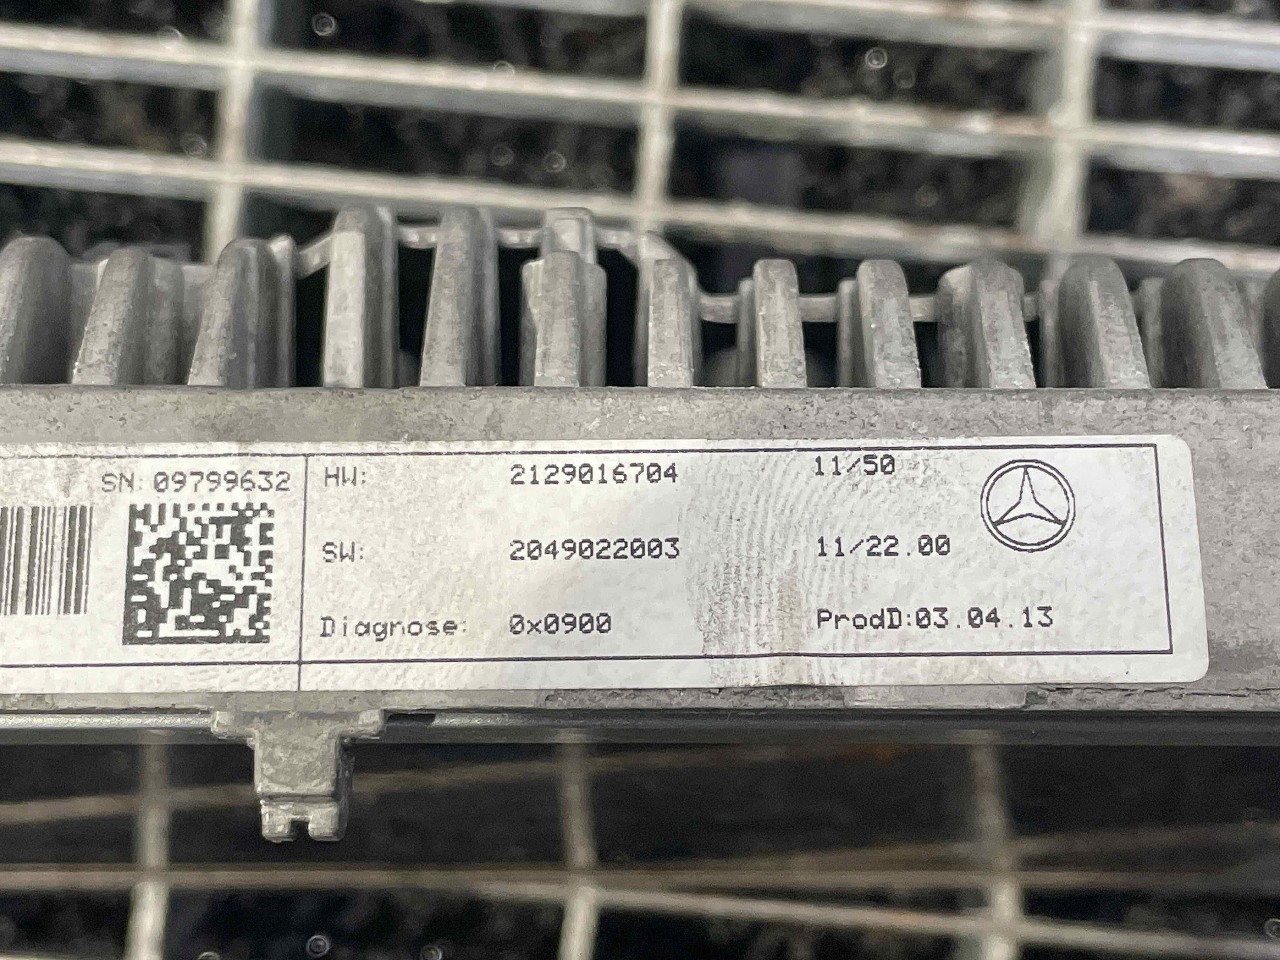 SN: 09799632
HW: 2129016704 11/50
SW: 2049022003 11/22.00
Diagnose: 0x0900 ProdD:03.04.13